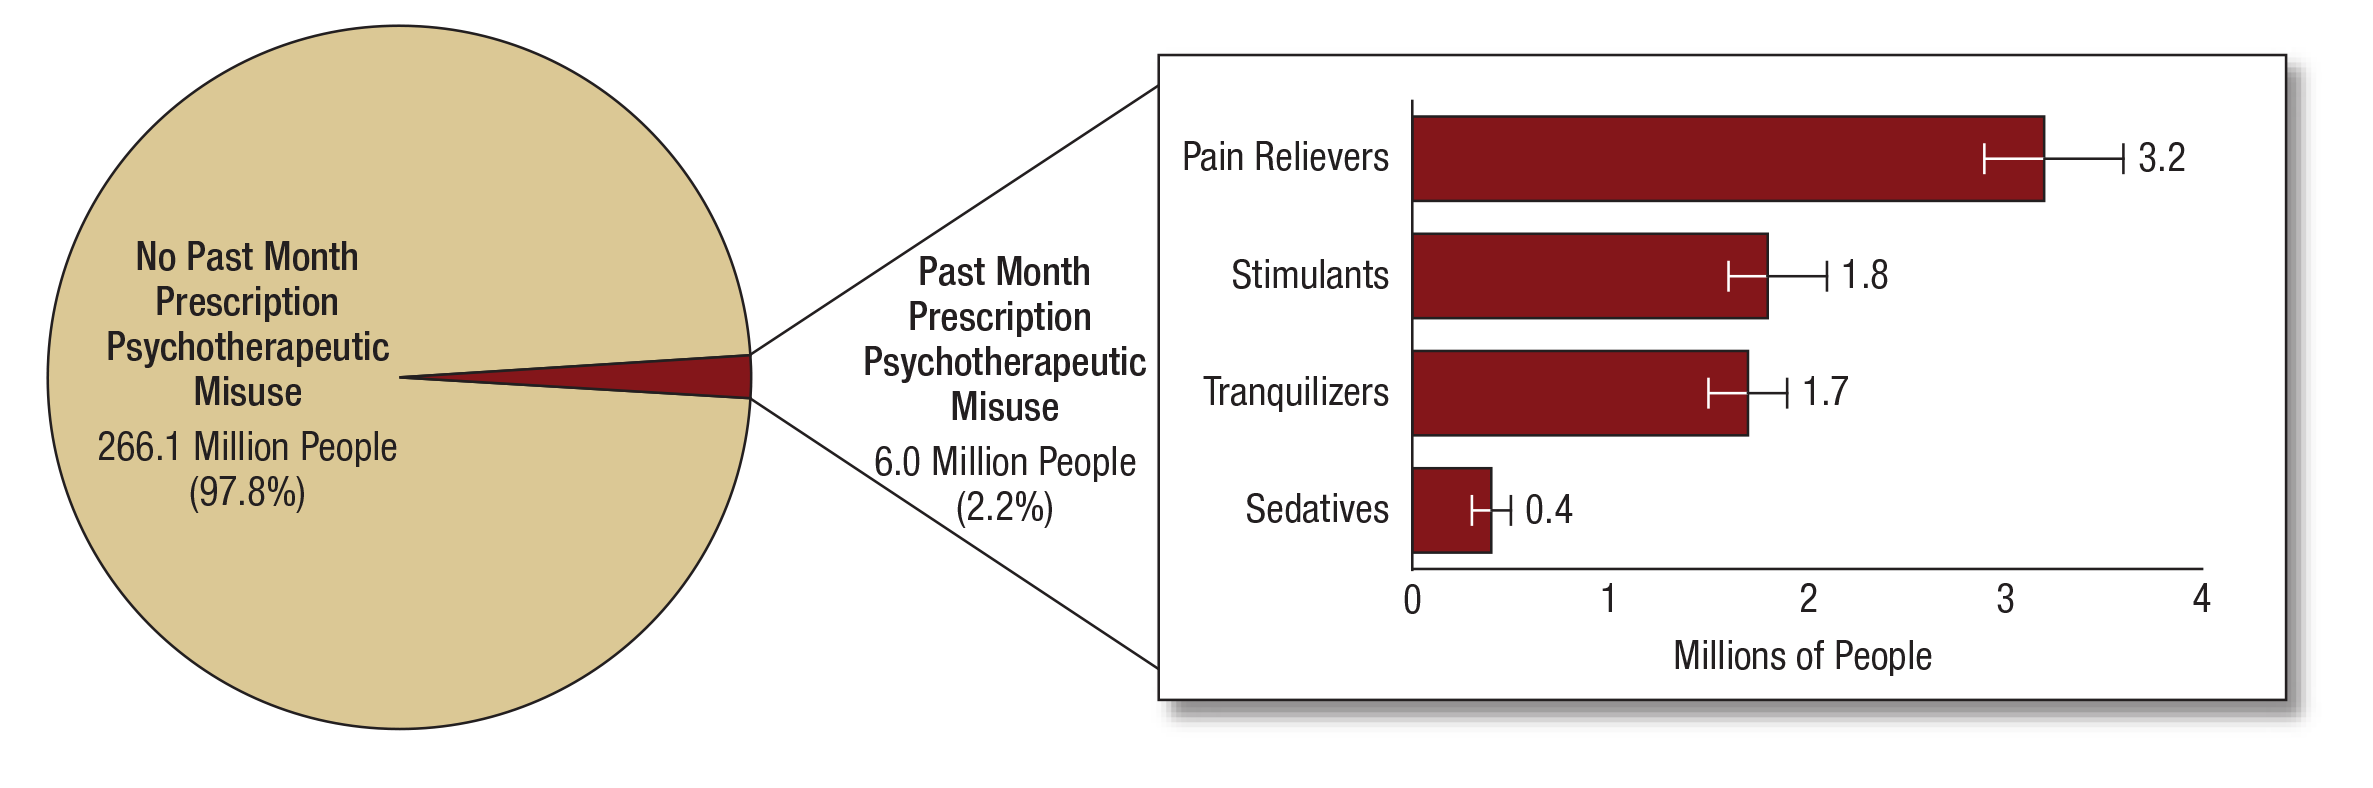 No Past Month
Prescription
Psychotherapeutic
Misuse
266.1 Million People
(97.8%)
Past Month
Prescription
Psychotherapeutic
Misuse
6.0 Million People
(2.2%)
Pain Relievers
3.2
Stimulants
1.8
Tranquilizers
1.7
Sedatives
0.4
0 1 2 3 4
Millions of People